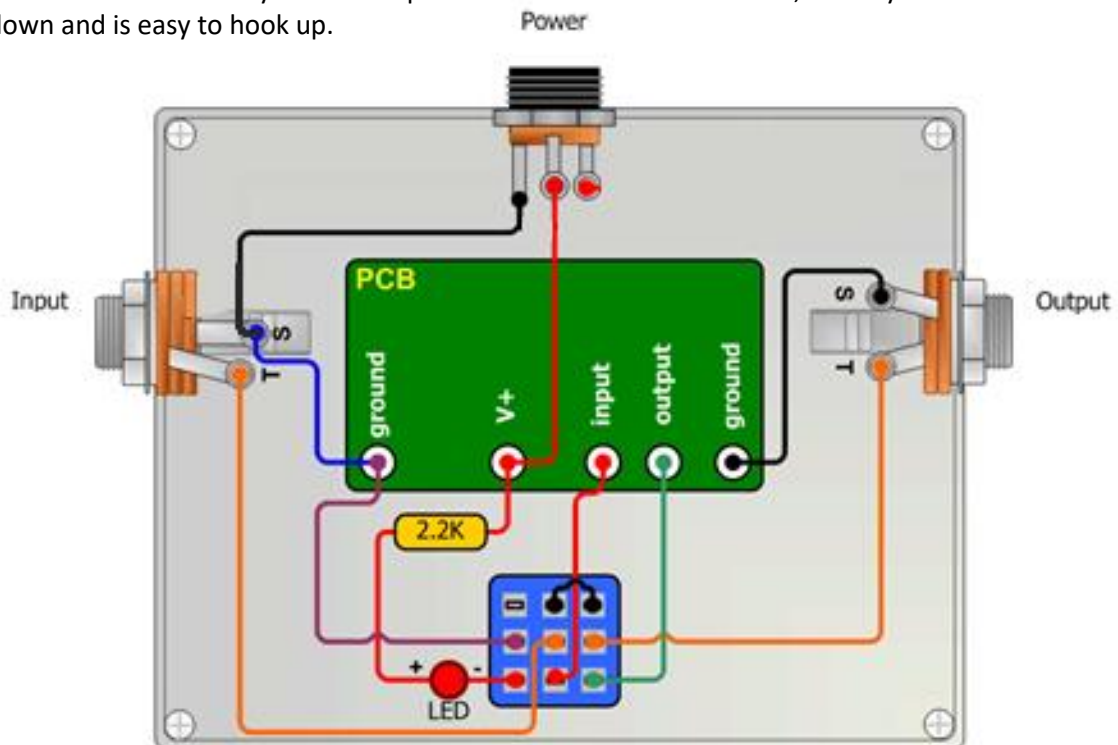 down and is easy to hook up.
Power
PCB
Input
Output
S
T
S
T
ground
V+
input
output
ground
2.2K
+
-
LED